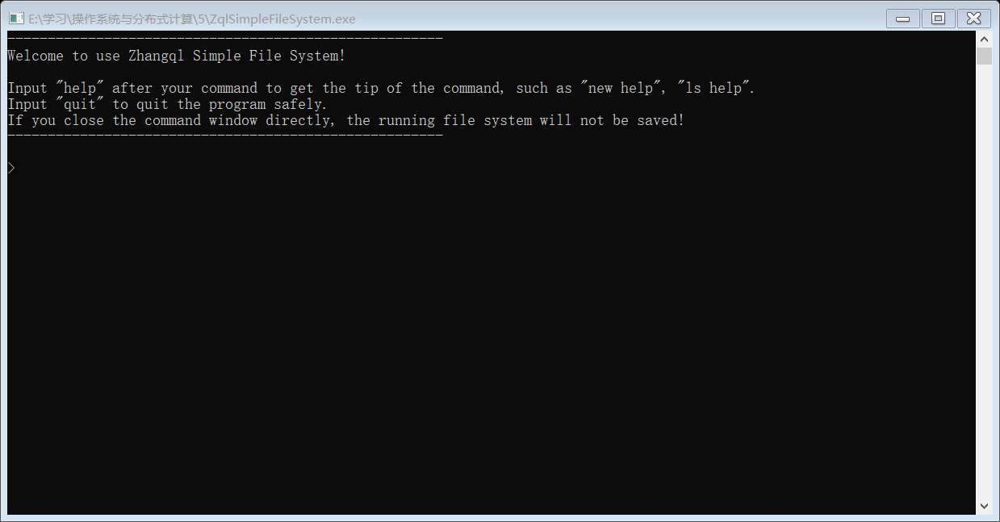 E:\学习\操作系统与分布式计算\5\ZqlSimpleFileSystem.exe
------------------------------------------------------
Welcome to use Zhangql Simple File System!
Input "help" after your command to get the tip of the command, such as "new help", "ls help".
Input "quit" to quit the program safely.
If you close the command window directly, the running file system will not be saved!
------------------------------------------------------
>